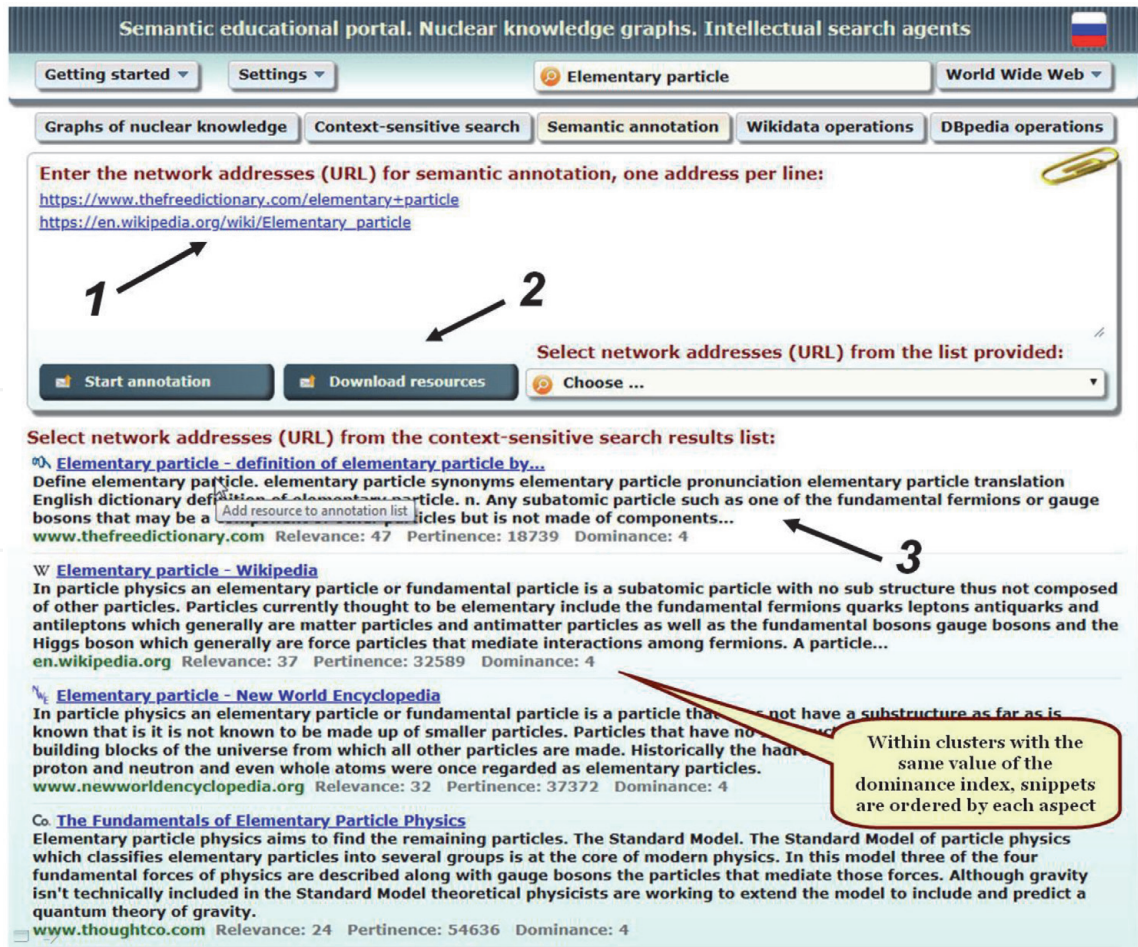 Semantic educational portal. Nuclear knowledge graphs. Intellectual search agents
Getting started
Settings
Elementary particle
World Wide Web
Graphs of nuclear knowledge
Context-sensitive search
Semantic annotation
Wikidata operations
DBpedia operations
Enter the network addresses (URL) for semantic annotation, one address per line:
https://www.thefreedictionary.com/elementary+particle
https://en.wikipedia.org/wiki/Elementary_particle
1
2
Select network addresses (URL) from the list provided:
Start annotation
Download resources
Choose ...
Select network addresses (URL) from the context-sensitive search results list:
Elementary particle - definition of elementary particle by...
Define elementary particle. elementary particle synonyms elementary particle pronunciation elementary particle translation
English dictionary definition of elementary particle. n. Any subatomic particle such as one of the fundamental fermions or gauge
bosons that may be a particles but is not made of components...
Add resource to annotation list
www.thefreedictionary.com Relevance: 47 Pertinence: 18739 Dominance: 4
3
W Elementary particle - Wikipedia
In particle physics an elementary particle or fundamental particle is a subatomic particle with no sub structure thus not composed
of other particles. Particles currently thought to be elementary include the fundamental fermions quarks leptons antiquarks and
antileptons which generally are matter particles and antimatter particles as well as the fundamental bosons gauge bosons and the
Higgs boson which generally are force particles that mediate interactions among fermions. A particle...
en.wikipedia.org Relevance: 37 Pertinence: 32589 Dominance: 4
Elementary particle - New World Encyclopedia
In particle physics an elementary particle or fundamental particle is a particle that not have a substructure as far as is
known that is it is not known to be made up of smaller particles. Particles that have no
building blocks of the universe from which all other particles are made. Historically the
proton and neutron and even whole atoms were once regarded as elementary particles.
www.newworldencyclopedia.org Relevance: 32 Pertinence: 37372 Dominance: 4
Within clusters with the
same value of the
dominance index, snippets
are ordered by each aspect
Co. The Fundamentals of Elementary Particle Physics
Elementary particle physics aims to find the remaining particles. The Standard Model. The Standard Model of particle physics
which classifies elementary particles into several groups is at the core of modern physics. In this model three of the four
fundamental forces of physics are described along with gauge bosons the particles that mediate those forces. Although gravity
isn't technically included in the Standard Model theoretical physicists are working to extend the model to include and predict a
quantum theory of gravity.
www.thoughtco.com Relevance: 24 Pertinence: 54636 Dominance: 4